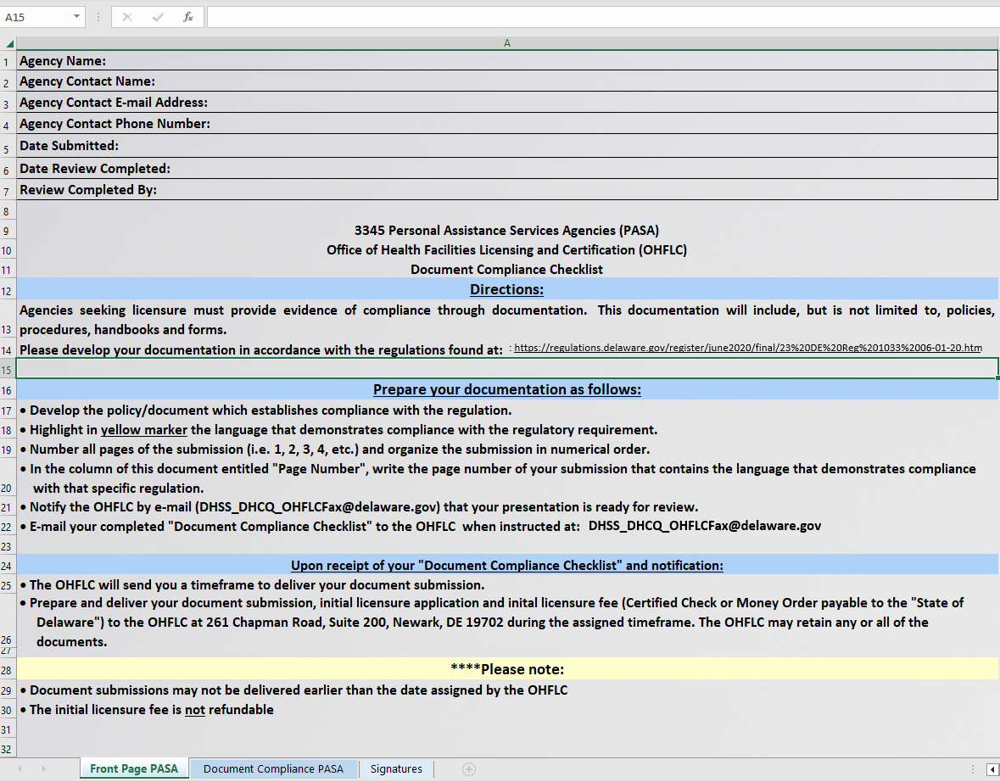 A15
fx
A
1 Agency Name:
2 Agency Contact Name:
3 Agency Contact E-mail Address:
4 Agency Contact Phone Number:
5 Date Submitted:
6 Date Review Completed:
7 Review Completed By:
8
9 3345 Personal Assistance Services Agencies (PASA)
10 Office of Health Facilities Licensing and Certification (OHFLC)
11 Document Compliance Checklist
12 Directions:
Agencies seeking licensure must provide evidence of compliance through documentation. This documentation will include, but is not limited to, policies,
13 procedures, handbooks and forms.
14 Please develop your documentation in accordance with the regulations found at: : https://regulations.delaware.gov/register/june2020/final/23%20DE%20Reg%201033%2006-01-20.htm
15
16 Prepare your documentation as follows:
17 • Develop the policy/document which establishes compliance with the regulation.
18 • Highlight in yellow marker the language that demonstrates compliance with the regulatory requirement.
19 • Number all pages of the submission (i.e. 1, 2, 3, 4, etc.) and organize the submission in numerical order.
• In the column of this document entitled "Page Number", write the page number of your submission that contains the language that demonstrates compliance
20 with that specific regulation.
21 • Notify the OHFLC by e-mail (DHSS_DHCQ_OHFLCFax@delaware.gov) that your presentation is ready for review.
22 • E-mail your completed "Document Compliance Checklist" to the OHFLC when instructed at: DHSS_DHCQ_OHFLCFax@delaware.gov
23
24 Upon receipt of your "Document Compliance Checklist" and notification:
25 • The OHFLC will send you a timeframe to deliver your document submission.
• Prepare and deliver your document submission, initial licensure application and inital licensure fee (Certified Check or Money Order payable to the "State of
Delaware") to the OHFLC at 261 Chapman Road, Suite 200, Newark, DE 19702 during the assigned timeframe. The OHFLC may retain any or all of the
26 documents.
27
28 ****Please note:
29 • Document submissions may not be delivered earlier than the date assigned by the OHFLC
30 • The initial licensure fee is not refundable
31
32
Front Page PASA Document Compliance PASA Signatures